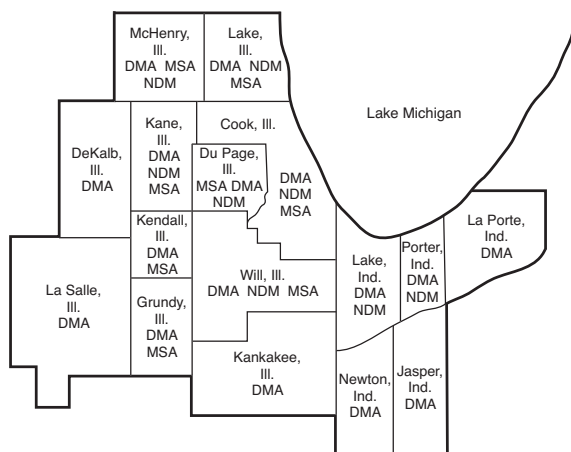 McHenry,
Ill.
DMA MSA
NDM
Lake,
Ill.
DMA NDM
MSA
Lake Michigan
DeKalb,
Ill.
DMA
Kane,
Ill.
DMA
NDM
MSA
Cook, Ill.
DMA
NDM
MSA
Du Page,
Ill.
MSA DMA
NDM
Kendall,
Ill.
DMA
MSA
La Porte,
Ind.
DMA
Porter,
Ind.
DMA
NDM
Lake,
Ind.
DMA
NDM
Will, Ill.
DMA NDM MSA
La Salle,
Ill.
DMA
Grundy,
Ill.
DMA
MSA
Kankakee,
Ill.
DMA
Newton,
Ind.
DMA
Jasper,
Ind.
DMA